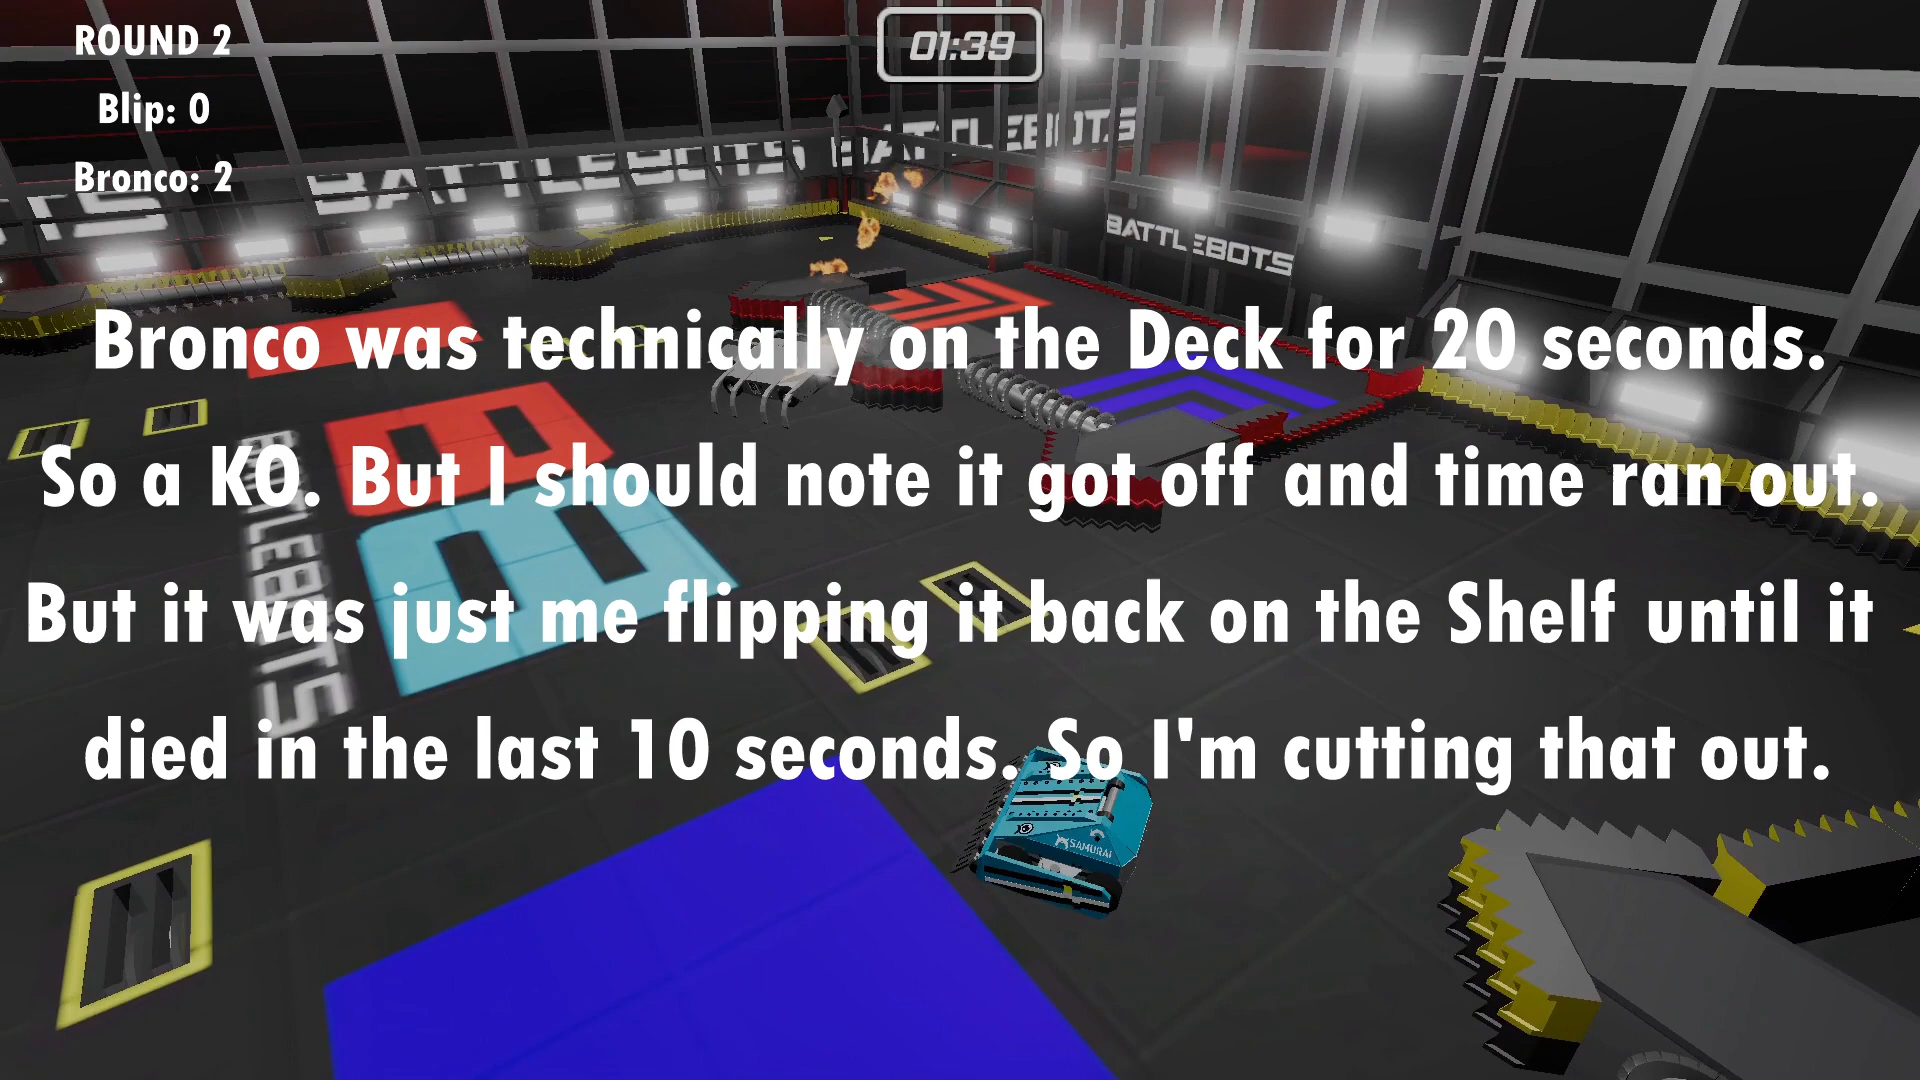 ROUND 2
Blip: 0
Bronco: 2
01:39
BATTLEBOTS
BATTLEBOTS
BATTLEBOTS
Bronco was technically on the Deck for 20 seconds.
So a KO. But I should note it got off and time ran out.
But it was just me flipping it back on the Shelf until it
died in the last 10 seconds. So I'm cutting that out.
BATTLEBOTS
SAMURAI